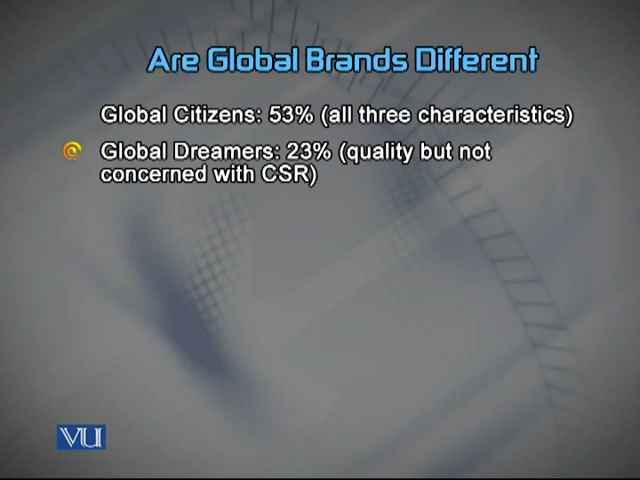 Are Global Brands Different
Global Citizens: 53% (all three characteristics)
Global Dreamers: 23% (quality but not
concerned with CSR)
VU